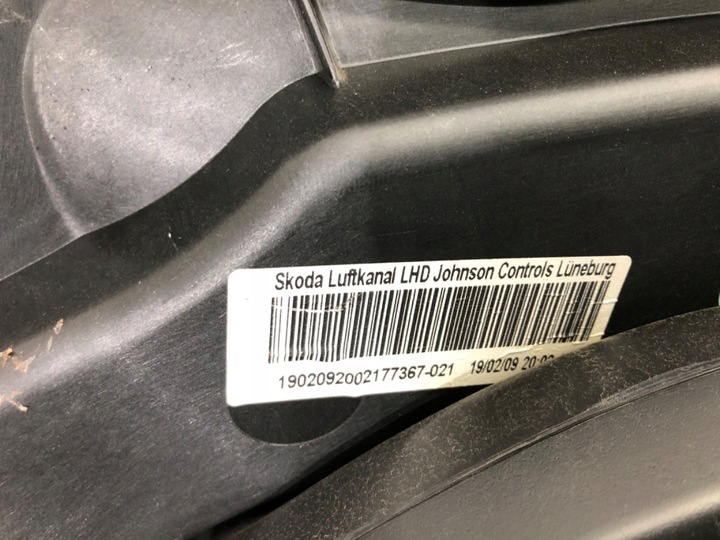 Skoda Luftkanal LHD Johnson Controls Lüneburg
1902092002177367-021 19/02/09